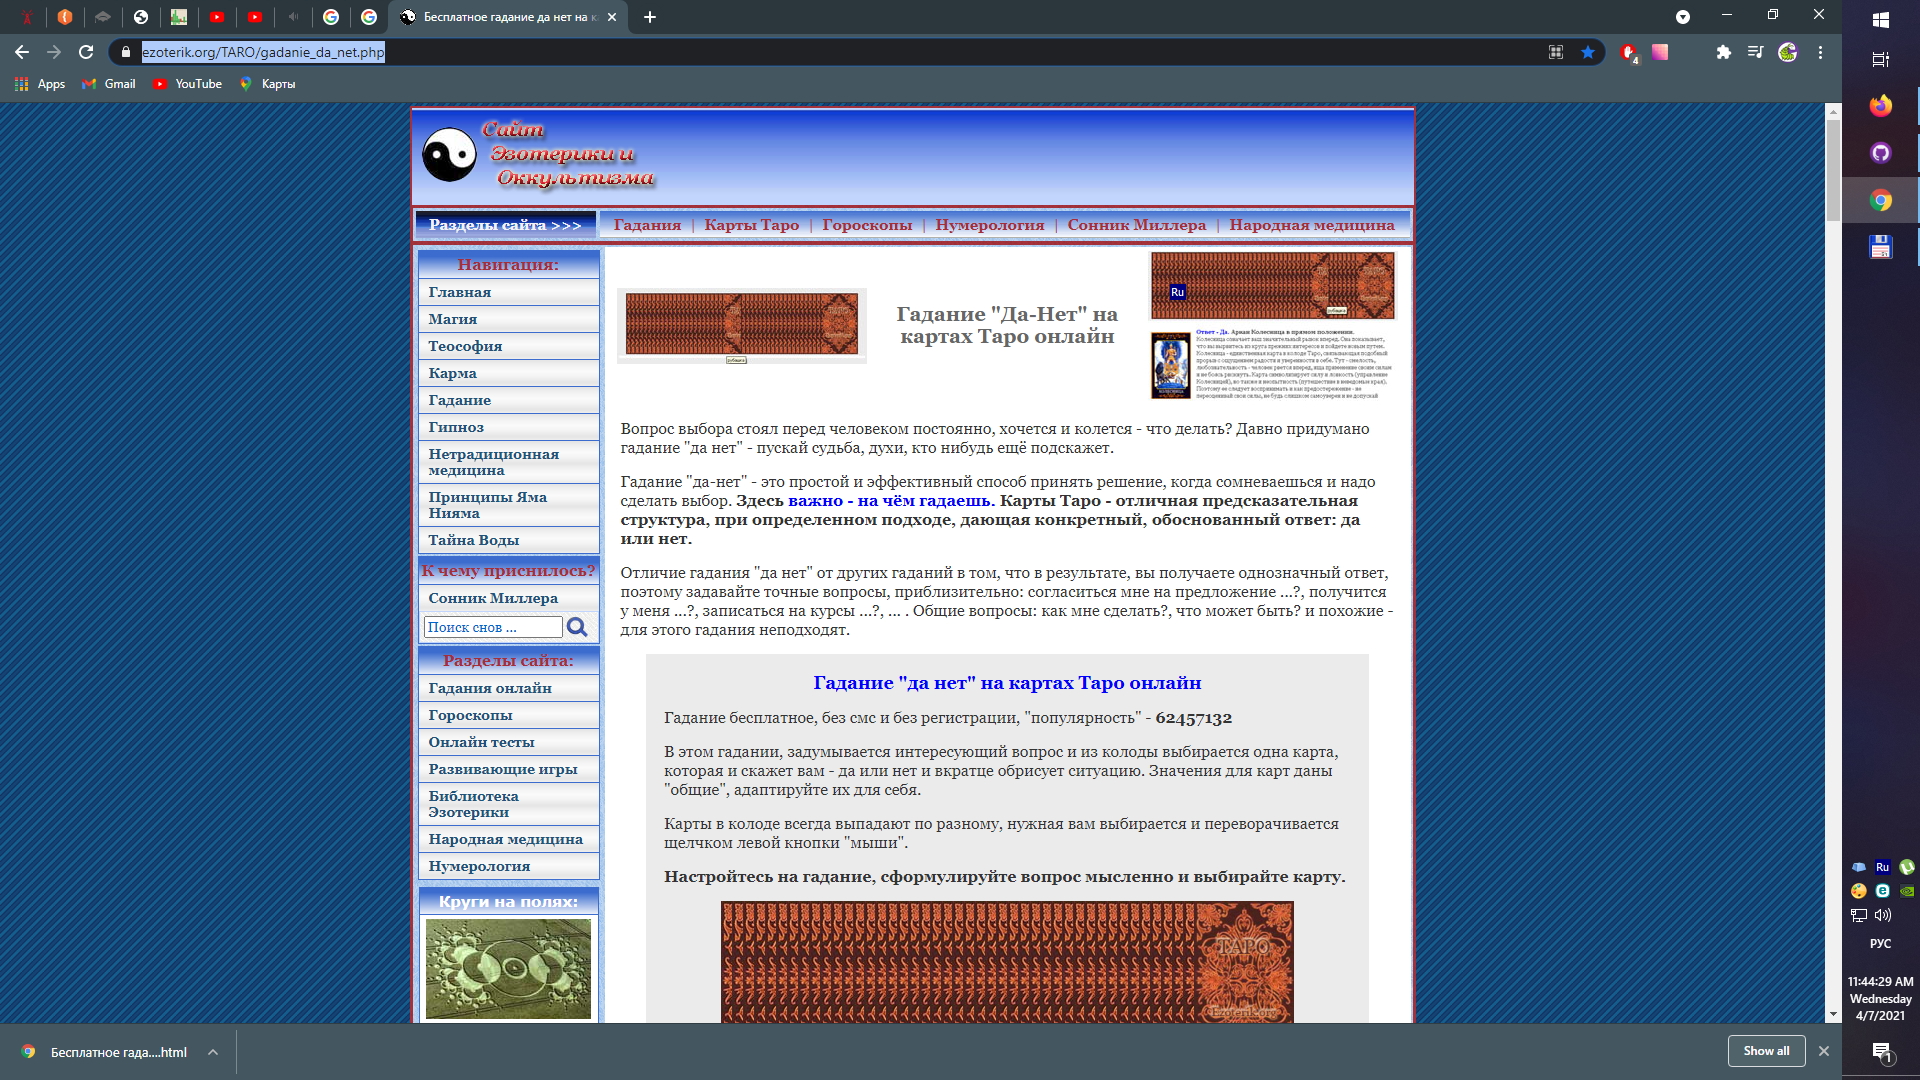 Бесплатное гадание да нет на к
ezoterik.org/TARO/gadanie_da_net.php
4
Apps
Gmail
YouTube
Карты
Сайт
Эзотерики и
Оккультизма
Разделы сайта >>>
Гадания | Карты Таро | Гороскопы | Нумерология | Сонник Миллера | Народная медицина
Навигация:
Главная
Магия
Теософия
Карма
Гадание
Гипноз
Нетрадиционная
медицина
Принципы Яма
Нияма
Тайна Воды
К чему приснилось?
Сонник Миллера
Поиск снов ...
Разделы сайта:
Гадания онлайн
Гороскопы
Онлайн тесты
Развивающие игры
Библиотека
Эзотерики
Народная медицина
Нумерология
Круги на полях:
Гадание "Да-Нет" на
картах Таро онлайн
Ru
Ответ - Да. Аркан Колесница в прямом положении.
Вопрос выбора стоял перед человеком постоянно, хочется и колется - что делать? Давно придумано
гадание "да нет" - пускай судьба, духи, кто нибудь ещё подскажет.
Гадание "да-нет" - это простой и эффективный способ принять решение, когда сомневаешься и надо
сделать выбор. Здесь важно - на чём гадаешь. Карты Таро - отличная предсказательная
структура, при определенном подходе, дающая конкретный, обоснованный ответ: да
или нет.
Отличие гадания "да нет" от других гаданий в том, что в результате, вы получаете однозначный ответ,
поэтому задавайте точные вопросы, приблизительно: согласиться мне на предложение ...?, получится
у меня ...?, записаться на курсы ...?, ... . Общие вопросы: как мне сделать?, что может быть? и похожие -
для этого гадания неподходят.
Гадание "да нет" на картах Таро онлайн
Гадание бесплатное, без смс и без регистрации, "популярность" - 62457132
В этом гадании, задумывается интересующий вопрос и из колоды выбирается одна карта,
которая и скажет вам - да или нет и вкратце обрисует ситуацию. Значения для карт даны
"общие", адаптируйте их для себя.
Карты в колоде всегда выпадают по разному, нужная вам выбирается и переворачивается
щелчком левой кнопки "мыши".
Настройтесь на гадание, сформулируйте вопрос мысленно и выбирайте карту.
ТАРО
Ezoterik.org
Бесплатное гада....html
Show all
Ru
РУС
11:44:29 AM
Wednesday
4/7/2021
1